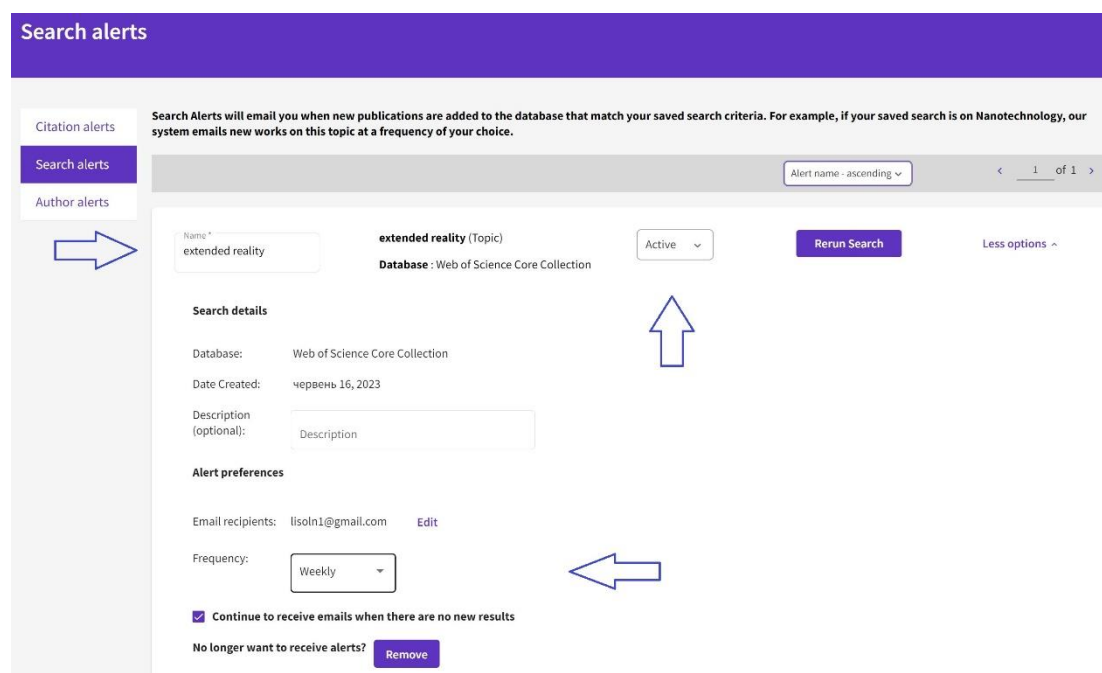 Search alerts
Citation alerts
Search alerts
Author alerts
Search Alerts will email you when new publications are added to the database that match your saved search criteria. For example, if your saved search is on Nanotechnology, our
system emails new works on this topic at a frequency of your choice.
Alert name - ascending
1 of 1
Name *
extended reality
extended reality (Topic)
Database : Web of Science Core Collection
Active
Rerun Search
Less options
Search details
Database: Web of Science Core Collection
Date Created: червень 16, 2023
Description
(optional):
Description
Alert preferences
Email recipients: lisoln1@gmail.com Edit
Frequency:
Weekly
Continue to receive emails when there are no new results
No longer want to receive alerts? Remove